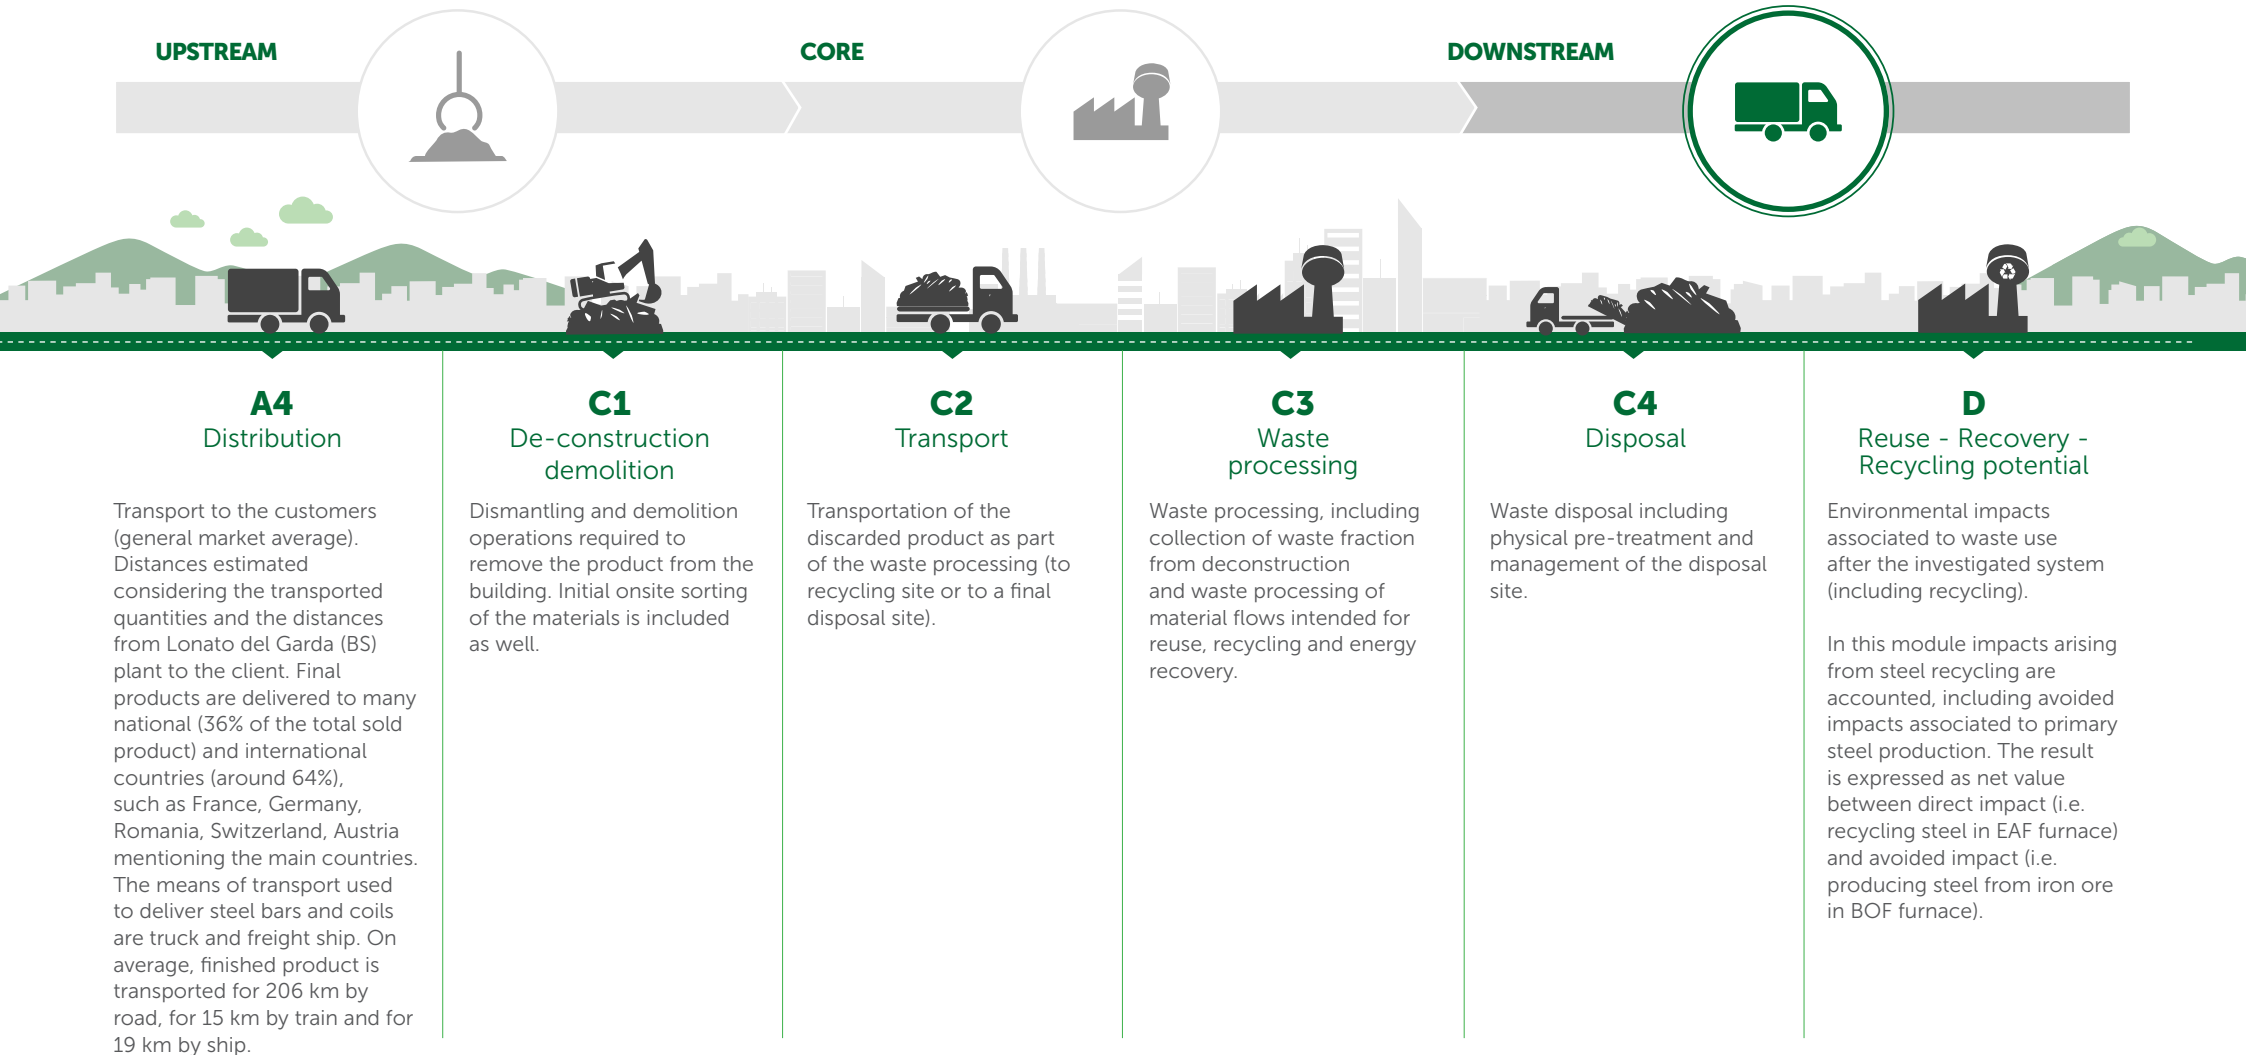 UPSTREAM
CORE
DOWNSTREAM
A4
Distribution
Transport to the customers
(general market average).
Distances estimated
considering the transported
quantities and the distances
from Lonato del Garda (BS)
plant to the client. Final
products are delivered to many
national (36% of the total sold
product) and international
countries (around 64%),
such as France, Germany,
Romania, Switzerland, Austria
mentioning the main countries.
The means of transport used
to deliver steel bars and coils
are truck and freight ship. On
average, finished product is
transported for 206 km by
road, for 15 km by train and for
19 km by ship.
C1
De-construction
demolition
Dismantling and demolition
operations required to
remove the product from the
building. Initial onsite sorting
of the materials is included
as well.
C2
Transport
Transportation of the
discarded product as part
of the waste processing (to
recycling site or to a final
disposal site).
C3
Waste
processing
Waste processing, including
collection of waste fraction
from deconstruction
and waste processing of
material flows intended for
reuse, recycling and energy
recovery.
C4
Disposal
Waste disposal including
physical pre-treatment and
management of the disposal
site.
D
Reuse - Recovery -
Recycling potential
Environmental impacts
associated to waste use
after the investigated system
(including recycling).
In this module impacts arising
from steel recycling are
accounted, including avoided
impacts associated to primary
steel production. The result
is expressed as net value
between direct impact (i.e.
recycling steel in EAF furnace)
and avoided impact (i.e.
producing steel from iron ore
in BOF furnace).